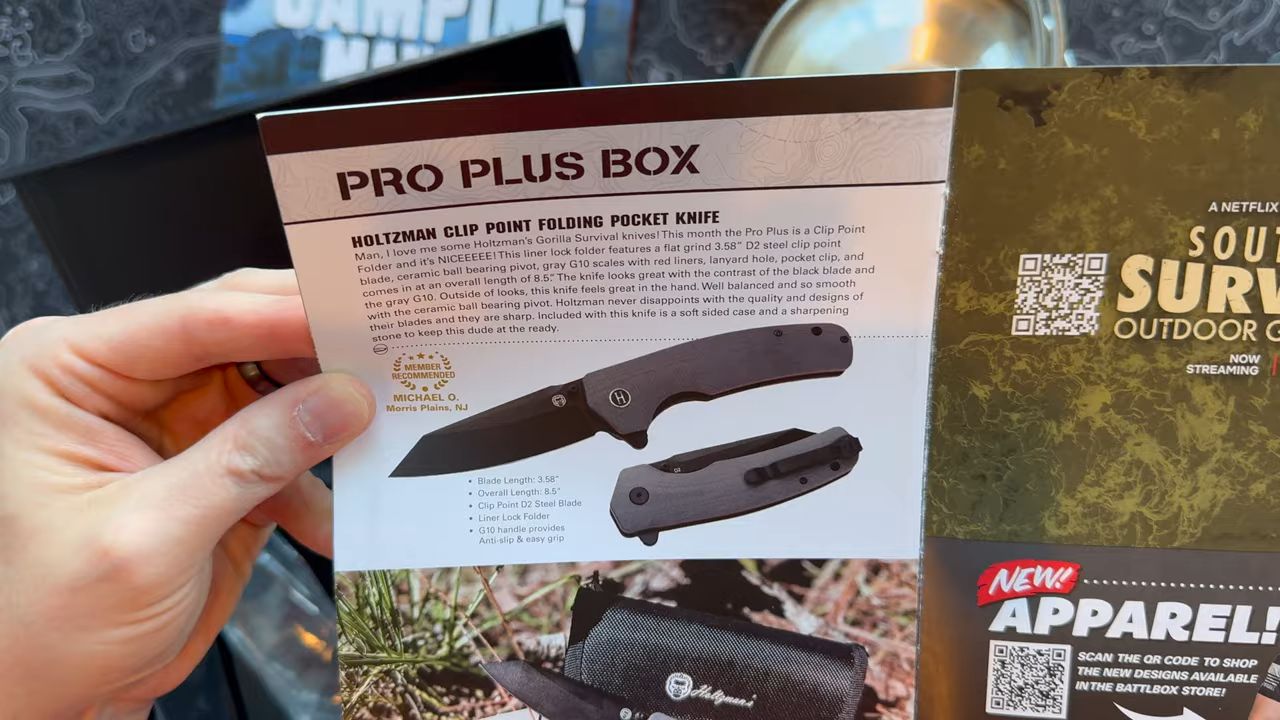 CAMPING
PRO PLUS BOX
HOLTZMAN CLIP POINT FOLDING POCKET KNIFE
Man, I love me some Holtzman's Gorilla Survival knives! This month the Pro Plus is a Clip Point
Folder and it's NICEEEEE! This liner lock folder features a flat grind 3.58" D2 steel clip point
blade, ceramic ball bearing pivot, gray G10 scales with red liners, lanyard hole, pocket clip, and
comes in at an overall length of 8.5." The knife looks great with the contrast of the black blade and
the gray G10. Outside of looks, this knife feels great in the hand. Well balanced and so smooth
with the ceramic ball bearing pivot. Holtzman never disappoints with the quality and designs of
their blades and they are sharp. Included with this knife is a soft sided case and a sharpening
stone to keep this dude at the ready.
MEMBER
RECOMMENDED
MICHAEL O.
Morris Plains, NJ
H
D2
• Blade Length: 3.58"
• Overall Length: 8.5"
• Clip Point D2 Steel Blade
• Liner Lock Folder
• G10 handle provides
Anti-slip & easy grip
Holtzman's
A NETFLIX
SOUT
SURV
OUTDOOR
NOW
STREAMING
NEW!
APPAREL!
SCAN THE QR CODE TO SHOP
THE NEW DESIGNS AVAILABLE
IN THE BATTLBOX STORE!